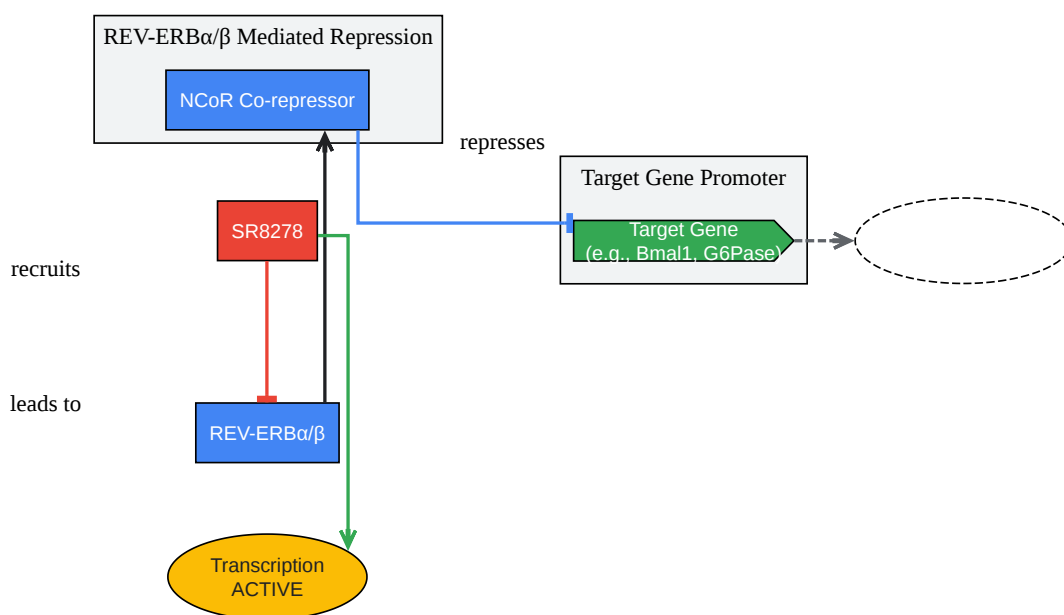 REV-ERBα/β Mediated Repression
NCoR Co-repressor
represses
Target Gene Promoter
SR8278
Target Gene
(e.g., Bmal1, G6Pase)
recruits
leads to
REV-ERBα/β
Transcription
ACTIVE